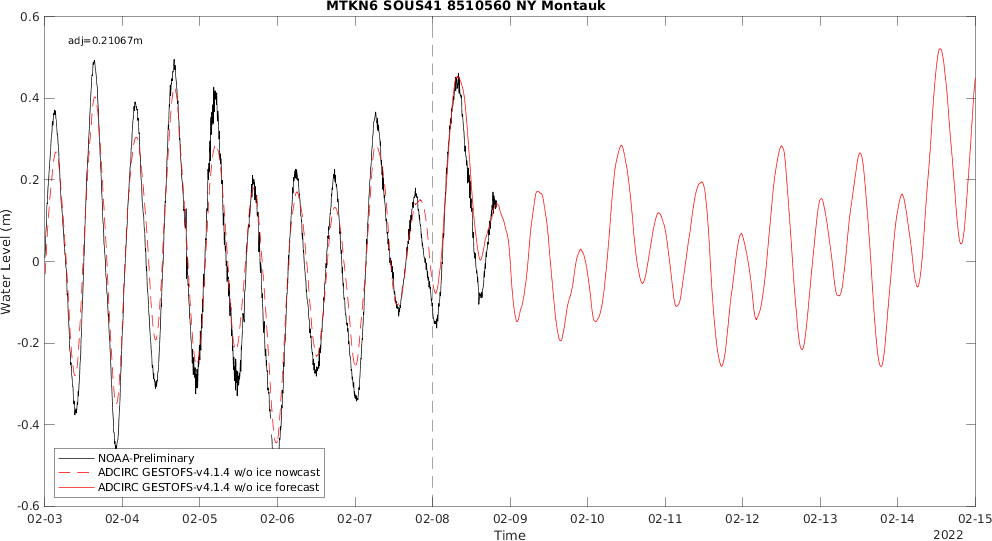 MTKN6 SOUS41 8510560 NY Montauk
adj=0.21067m
0.6
0.4
0.2
0
-0.2
-0.4
-0.6
Water Level (m)
NOAA-Preliminary
ADCIRC GESTOFS-v4.1.4 w/o ice nowcast
ADCIRC GESTOFS-v4.1.4 w/o ice forecast
02-03 02-04 02-05 02-06 02-07 02-08 02-09 02-10 02-11 02-12 02-13 02-14 02-15
Time
2022